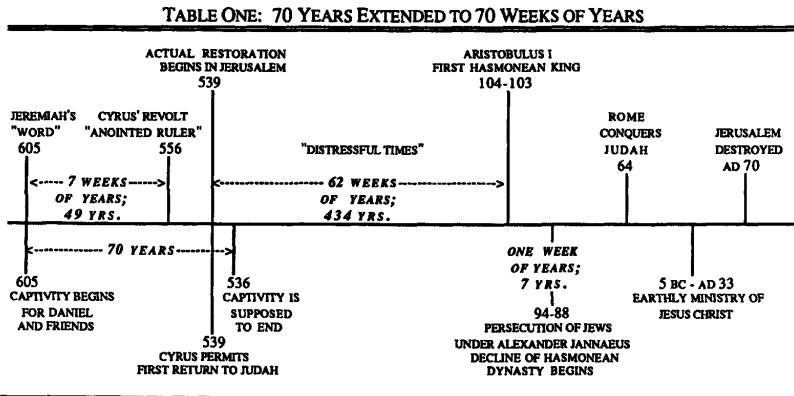 TABLE ONE: 70 YEARS EXTENDED TO 70 WEEKS OF YEARS
ACTUAL RESTORATION
BEGINS IN JERUSALEM
539
ARISTOBULUS I
FIRST HASMONEAN KING
104-103
JEREMIAH'S
"WORD"
605
CYRUS' REVOLT
"ANOINTED RULER"
556
"DISTRESSFUL TIMES"
ROME
CONQUERS
JUDAH
64
JERUSALEM
DESTROYED
AD 70
7 WEEKS
OF YEARS;
49 YRS.
62 WEEKS
OF YEARS;
434 YRS.
70 YEARS
605
CAPTIVITY BEGINS
FOR DANIEL
AND FRIENDS
536
CAPTIVITY IS
SUPPOSED
TO END
539
CYRUS PERMITS
FIRST RETURN TO JUDAH
ONE WEEK
OF YEARS;
7 YRS.
94-88
PERSECUTION OF JEWS
UNDER ALEXANDER JANNAEUS
DECLINE OF HASMONEAN
DYNASTY BEGINS
5 BC - AD 33
EARTHLY MINISTRY OF
JESUS CHRIST